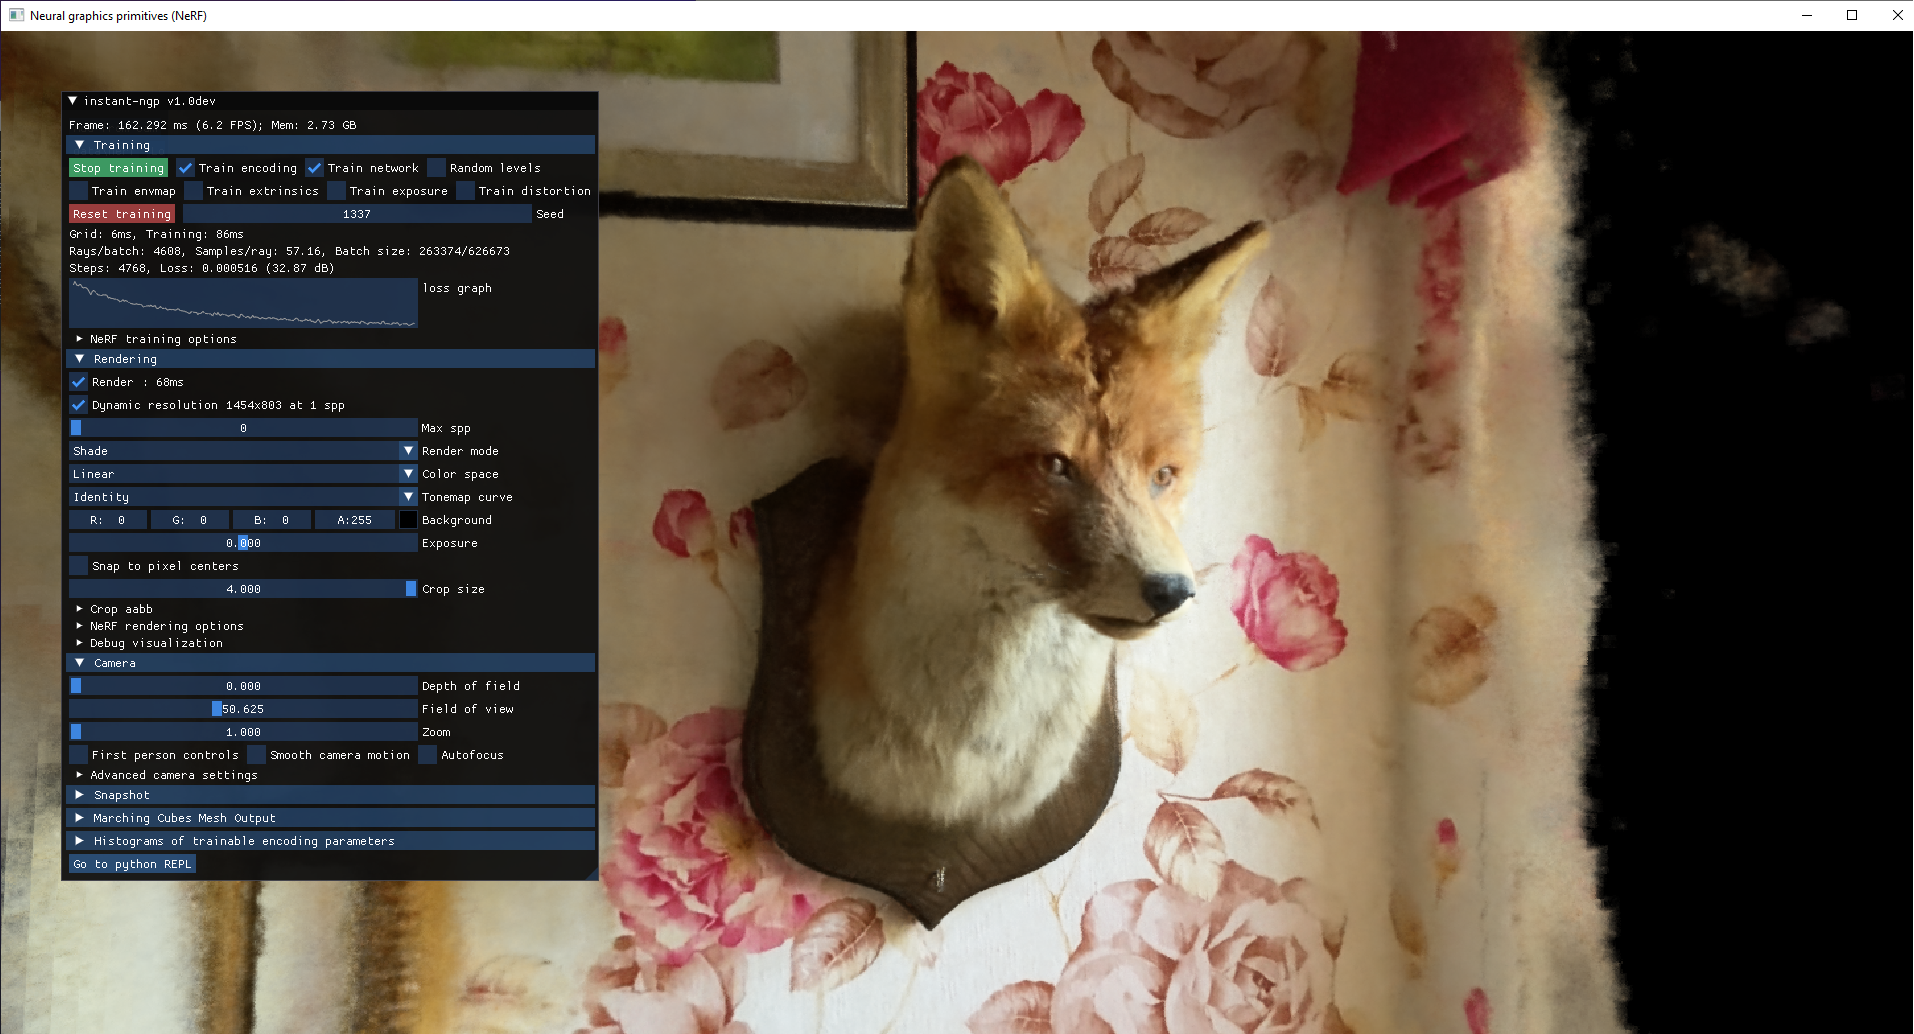 Neural graphics primitives (NeRF)
instant-ngp v1.0dev
Frame: 162.292 ms (6.2 FPS); Mem: 2.73 GB
Training
Stop training Train encoding Train network Random levels
Train envmap Train extrinsics Train exposure Train distortion
Reset training 1337 Seed
Grid: 6ms, Training: 86ms
Rays/batch: 4608, Samples/ray: 57.16, Batch size: 263374/626673
Steps: 4768, Loss: 0.000516 (32.87 dB)
loss graph
NeRF training options
Rendering
Render : 68ms
Dynamic resolution 1454x803 at 1 spp
0 Max spp
Shade Render mode
Linear Color space
Identity Tonemap curve
R: 0 G: 0 B: 0 A:255 Background
0.000 Exposure
Snap to pixel centers
4.000 Crop size
Crop aabb
NeRF rendering options
Debug visualization
Camera
0.000 Depth of field
50.625 Field of view
1.000 Zoom
First person controls Smooth camera motion Autofocus
Advanced camera settings
Snapshot
Marching Cubes Mesh Output
Histograms of trainable encoding parameters
Go to python REPL